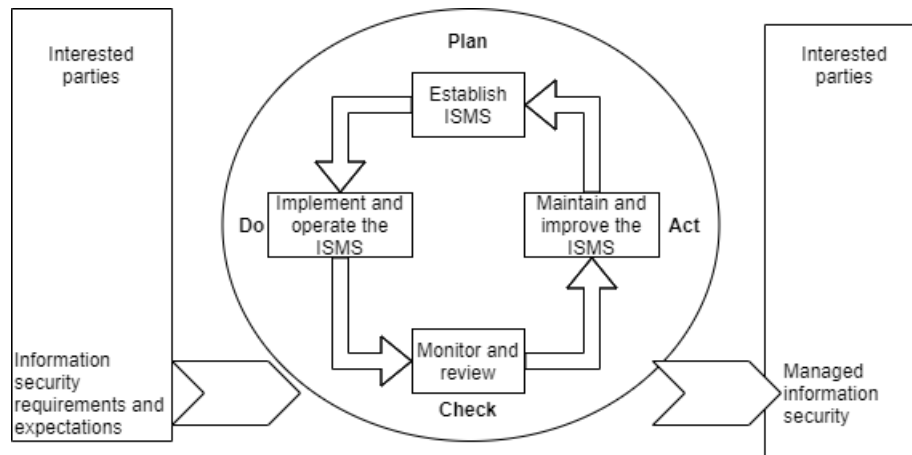 Interested
parties
Information
security
requirements and
expectations
Plan
Establish
ISMS
Do
Implement and
operate the
ISMS
Maintain and
improve the
ISMS
Act
Monitor and
review
Check
Interested
parties
Managed
information
security